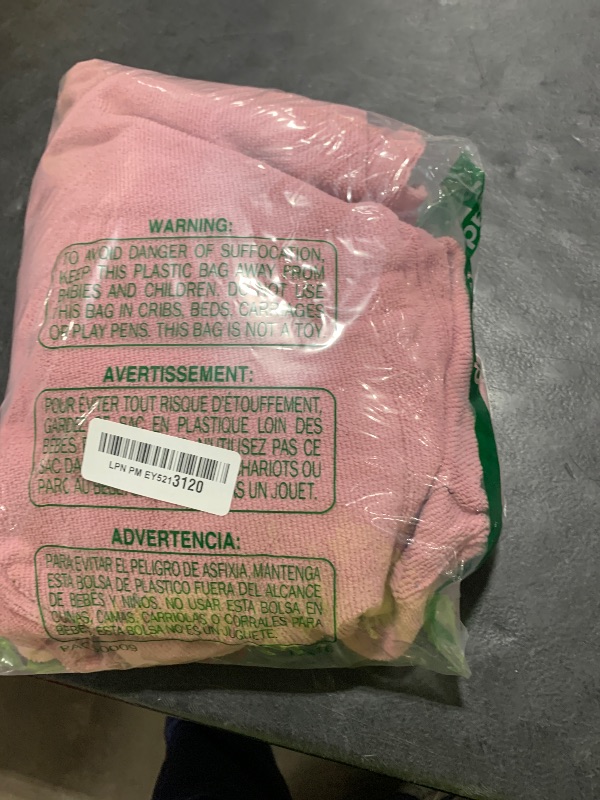 WARNING:
TO AVOID DANGER OF SUFFOCATION,
KEEP THIS PLASTIC BAG AWAY FROM
BABIES AND CHILDREN. DO NOT USE
THIS BAG IN CRIBS, BEDS, CARRIAGES
OR PLAY PENS. THIS BAG IS NOT A TOY
AVERTISSEMENT:
POUR ÉVITER TOUT RISQUE D'ÉTOUFFEMENT,
SAC EN PLASTIQUE LOIN DES
BÉBÉS UTILISEZ PAS CE
SAC CHARIOTS OU
PARC AU UN JOUET.
LPN PM EY5213120
ADVERTENCIA:
PARA EVITAR EL PELIGRO DE ASFIXIA, MANTENGA
ESTA BOLSA DE PLASTICO FUERA DEL ALCANCE
DE BEBES Y NIÑOS. NO USAR ESTA BOLSA EN
CUNAS, CAMAS, CARRIOLAS O CORRALES PARA
BEBES. ESTA BOLSA NO ES UN JUGUETE.